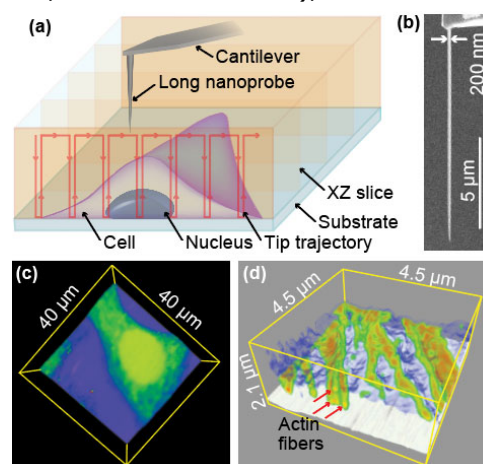 (a)
Cantilever
Long nanoprobe
XZ slice
Substrate
Cell
Nucleus
Tip trajectory
(b)
200 nm
5 μm
(c)
40 μm
40 μm
(d)
4.5 μm
4.5 μm
2.1 μm
Actin
fibers